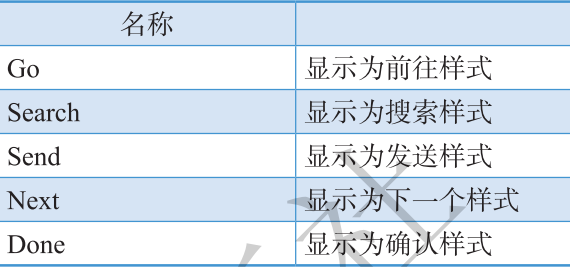 名称
Go 显示为前往样式
Search 显示为搜索样式
Send 显示为发送样式
Next 显示为下一个样式
Done 显示为确认样式
社